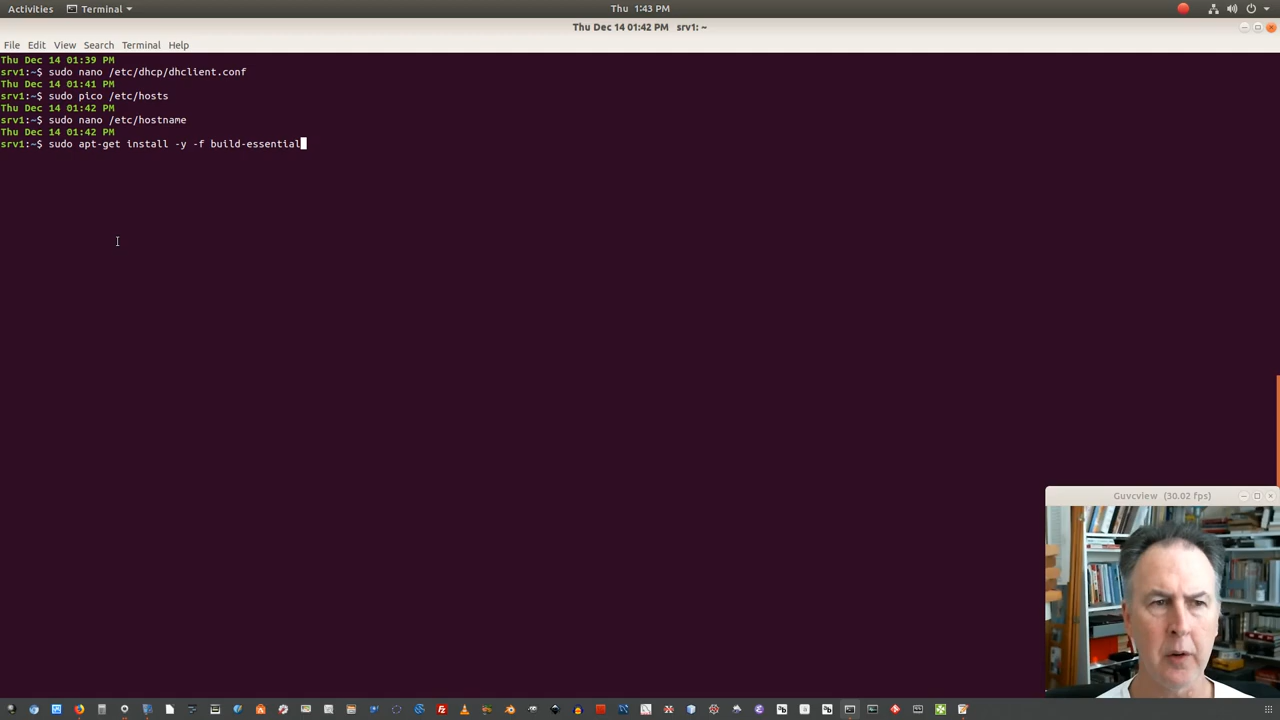 Activities Terminal Thu 1:43 PM
Thu Dec 14 01:42 PM srv1: ~
File Edit View Search Terminal Help
Thu Dec 14 01:39 PM
srv1:~$ sudo nano /etc/dhcp/dhclient.conf
Thu Dec 14 01:41 PM
srv1:~$ sudo pico /etc/hosts
Thu Dec 14 01:42 PM
srv1:~$ sudo nano /etc/hostname
Thu Dec 14 01:42 PM
srv1:~$ sudo apt-get install -y -f build-essential
Guvcview (30.02 fps)